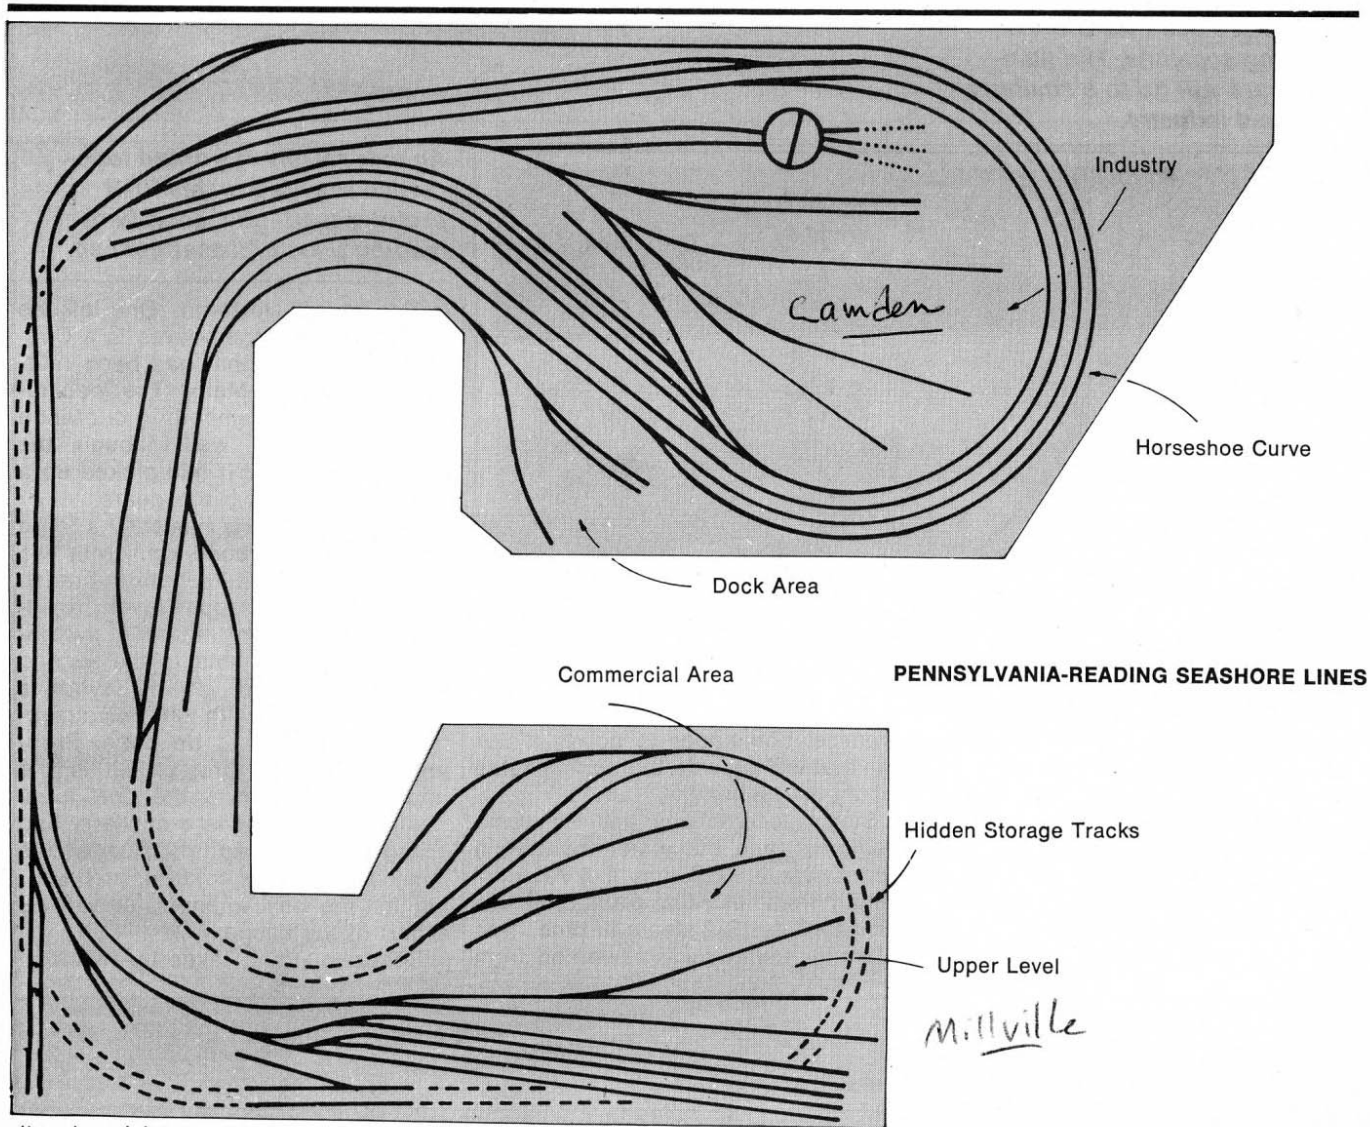 Industry
Camden
Horseshoe Curve
Dock Area
Commercial Area
PENNSYLVANIA-READING SEASHORE LINES
Hidden Storage Tracks
Upper Level
Millville